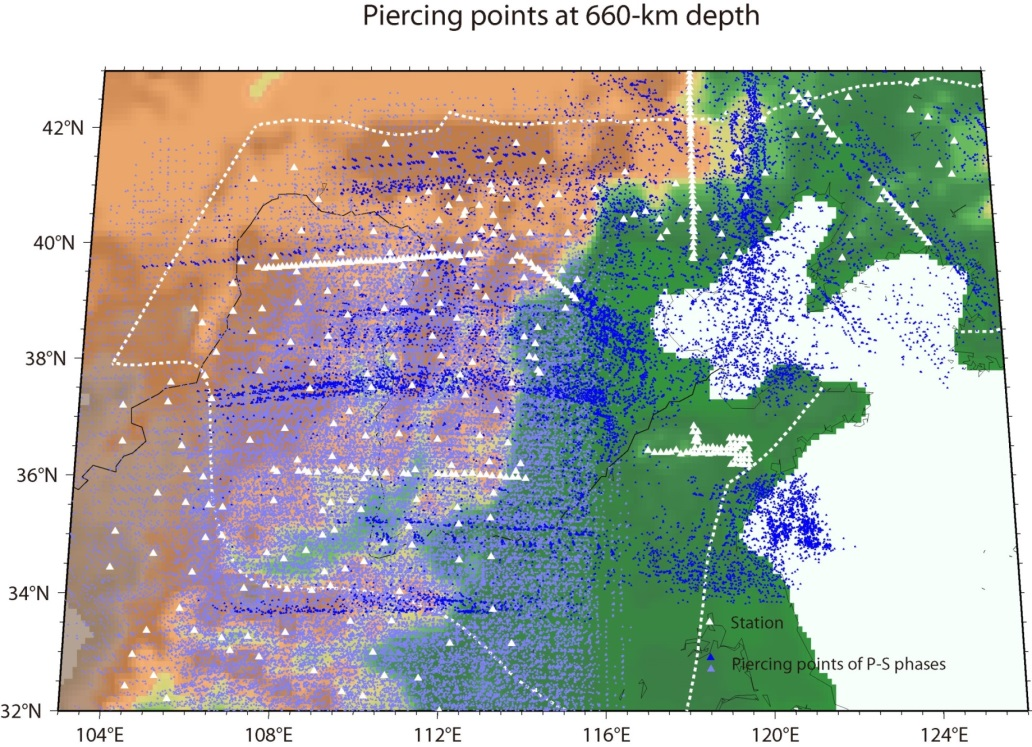 Piercing points at 660-km depth
42°N
40°N
38°N
36°N
34°N
32°N
Station
Piercing points of P-S phases
104°E
108°E
112°E
116°E
120°E
124°E